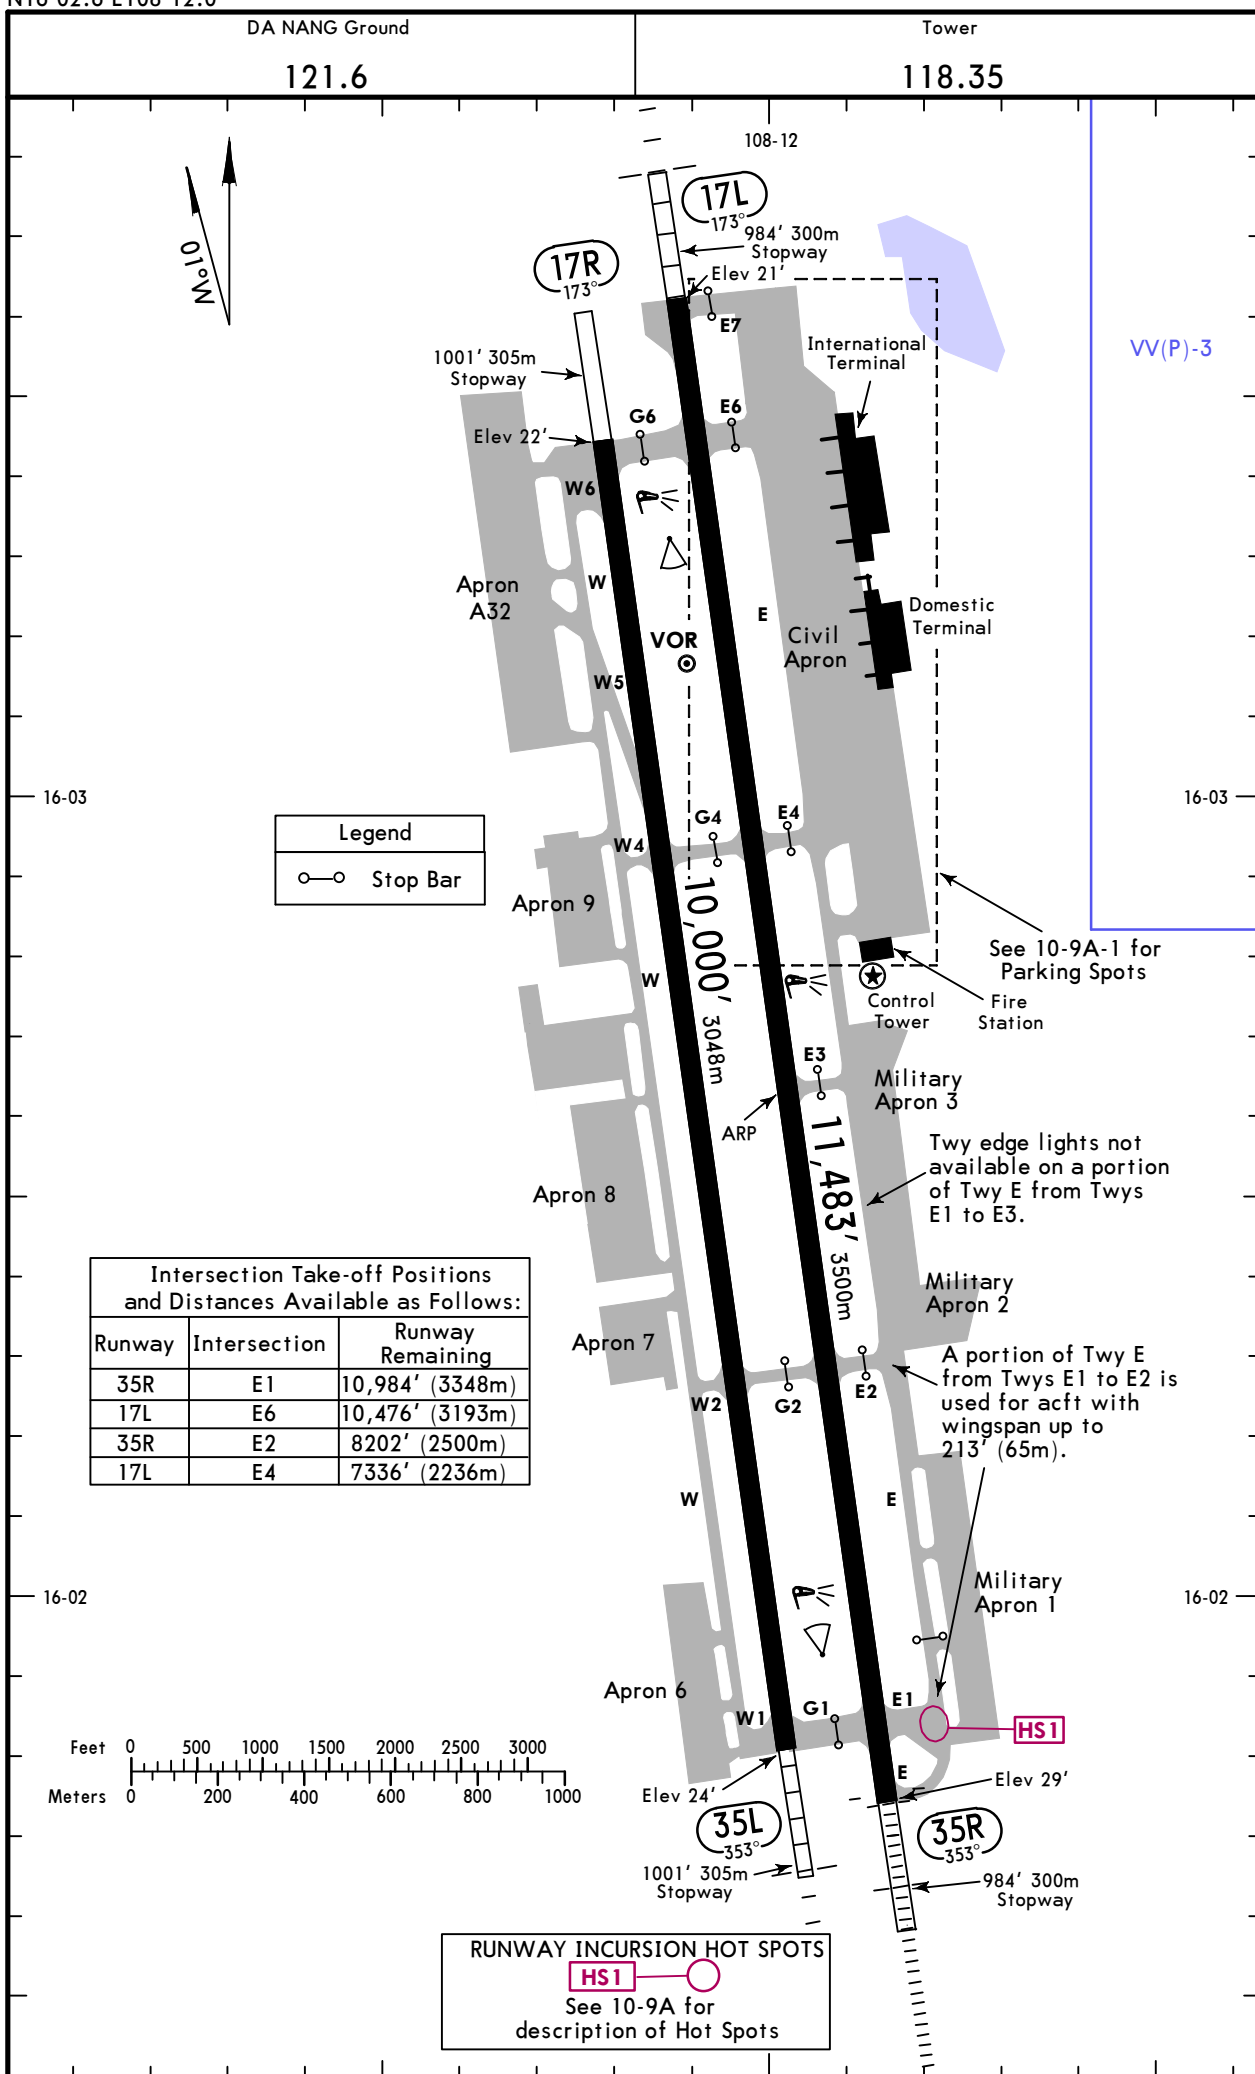 N16 02.6 E108 12.0
DA NANG Ground
121.6
Tower
118.35
108-12
01°W
17L
173°
984' 300m
Stopway
17R
173°
Elev 21'
E7
International
Terminal
VV(P)-3
1001' 305m
Stopway
G6
E6
Elev 22'
W6
Apron
A32
W
E
Domestic
Terminal
VOR
Civil
Apron
W5
16-03
16-03
Legend
Stop Bar
G4
E4
W4
Apron 9
10,000' 3048m
See 10-9A-1 for
Parking Spots
W
Control
Tower
Fire
Station
E3
Military
Apron 3
ARP
11,483' 3500m
Twy edge lights not
available on a portion
of Twy E from Twys
E1 to E3.
Apron 8
Intersection Take-off Positions
and Distances Available as Follows:
Runway Intersection Runway Remaining
35R E1 10,984' (3348m)
17L E6 10,476' (3193m)
35R E2 8202' (2500m)
17L E4 7336' (2236m)
Military
Apron 2
Apron 7
A portion of Twy E
from Twys E1 to E2 is
used for acft with
wingspan up to
213' (65m).
W2
G2
E2
W
E
16-02
16-02
Military
Apron 1
Apron 6
W1
G1
E1
HS1
Feet 0 500 1000 1500 2000 2500 3000
Meters 0 200 400 600 800 1000
E
Elev 24'
Elev 29'
35L
353°
35R
353°
1001' 305m
Stopway
984' 300m
Stopway
RUNWAY INCURSION HOT SPOTS
HS1
See 10-9A for
description of Hot Spots